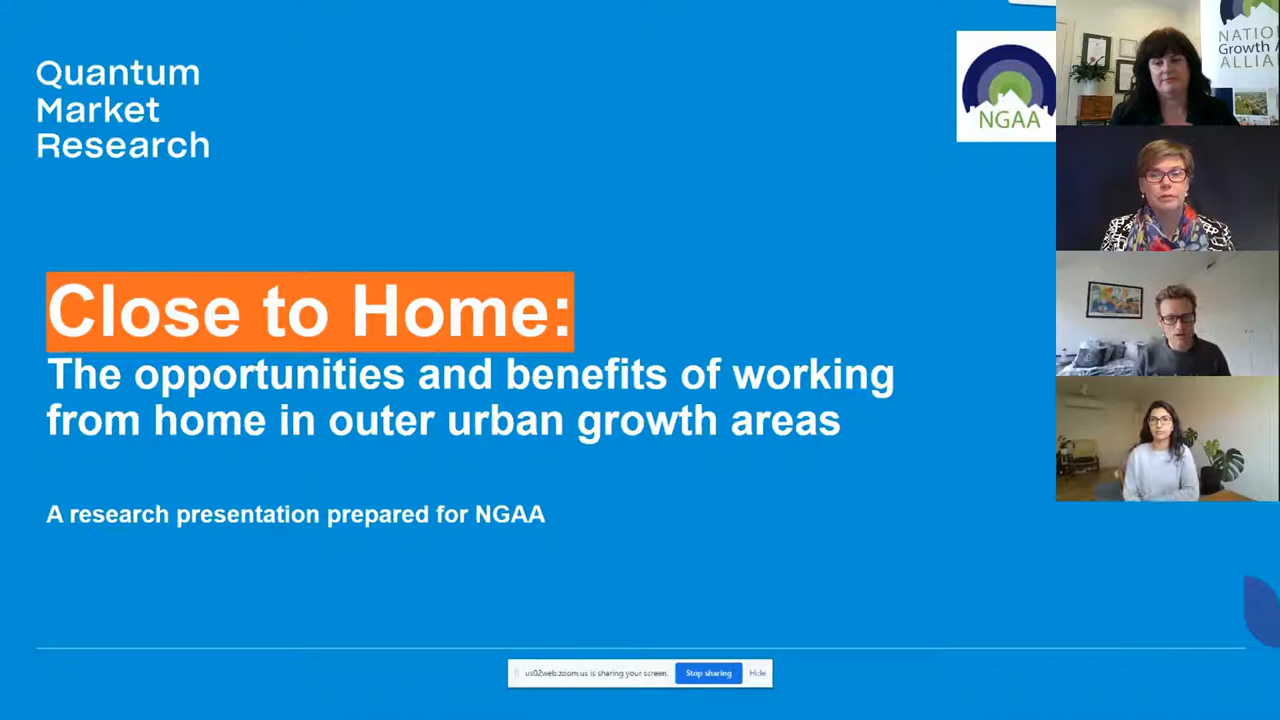 Quantum
Market
Research
NGAA
NATIO
Growth A
ALLIAN
Close to Home:
The opportunities and benefits of working
from home in outer urban growth areas
A research presentation prepared for NGAA
us02web.zoom.us is sharing your screen.
Stop sharing
Hide